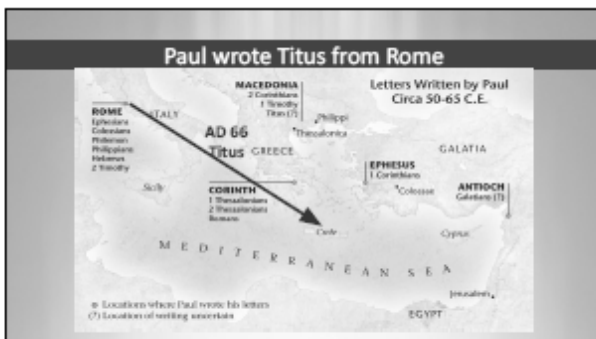 Paul wrote Titus from Rome
MACEDONIA
2 Corinthians
1 Timothy
Titus (?)
Letters Written by Paul
Circa 50-65 C.E.
ROME
Ephesians
Colossians
Philemon
Philippians
Hebrews
2 Timothy
ITALY
AD 66
Titus
Philippi
Thessalonica
GREECE
GALATIA
EPHESUS
1 Corinthians
Colossae
ANTIOCH
Galatians (?)
Sicily
CORINTH
1 Thessalonians
2 Thessalonians
Romans
Crete
Cyprus
MEDITERRANEAN SEA
Jerusalem
EGYPT
Locations where Paul wrote his letters
(?) Location of writing uncertain